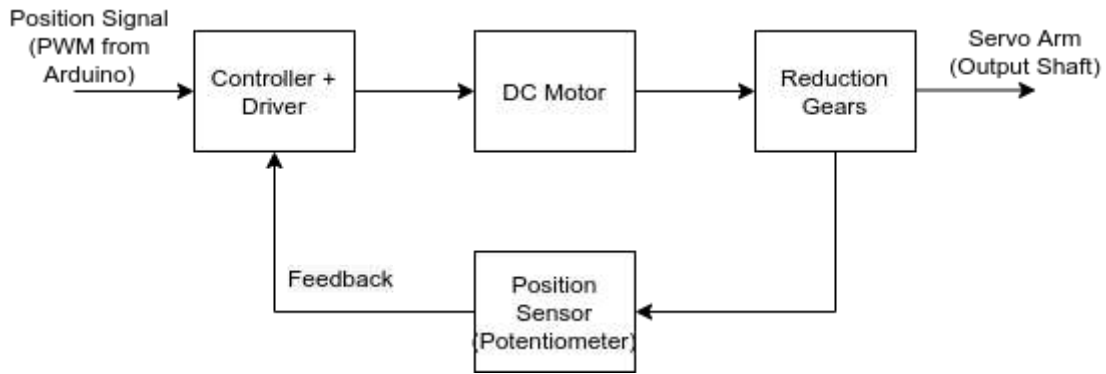 Position Signal
(PWM from
Arduino)
Controller +
Driver
DC Motor
Reduction
Gears
Servo Arm
(Output Shaft)
Feedback
Position
Sensor
(Potentiometer)